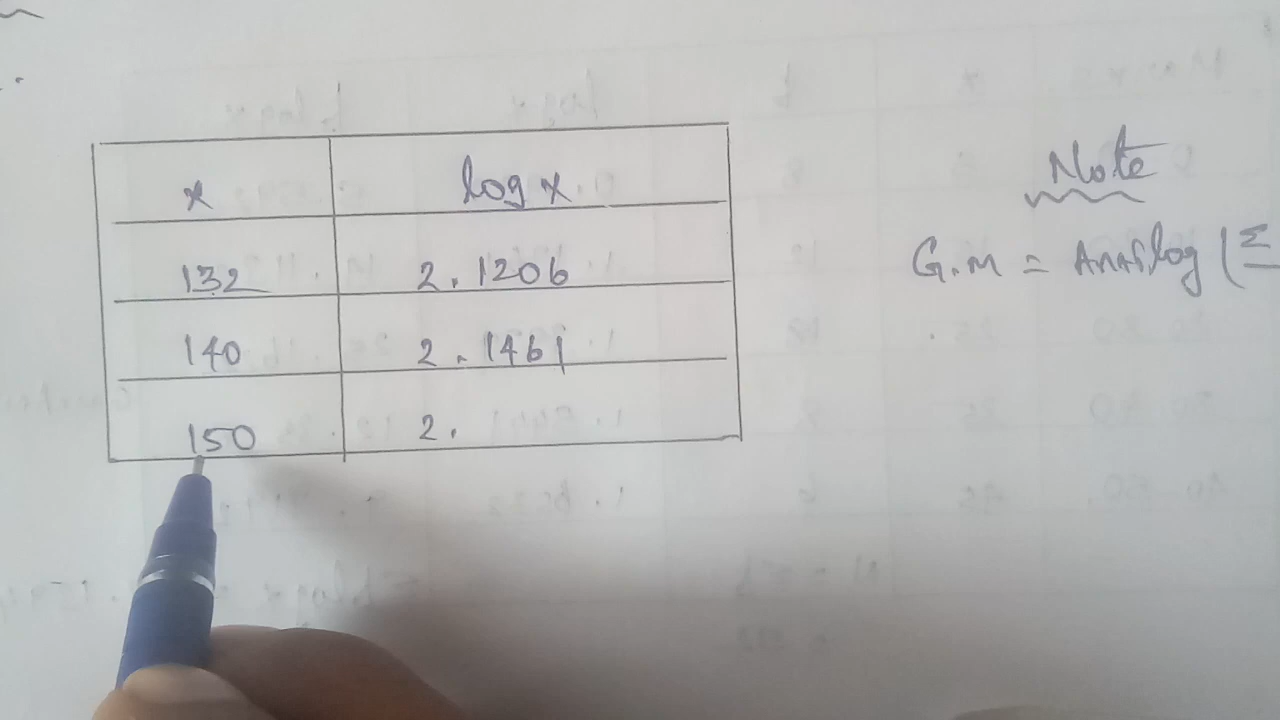 x log x
132 2.1206
140 2.1461
150 2.
Note
G.M = Antilog (Σ